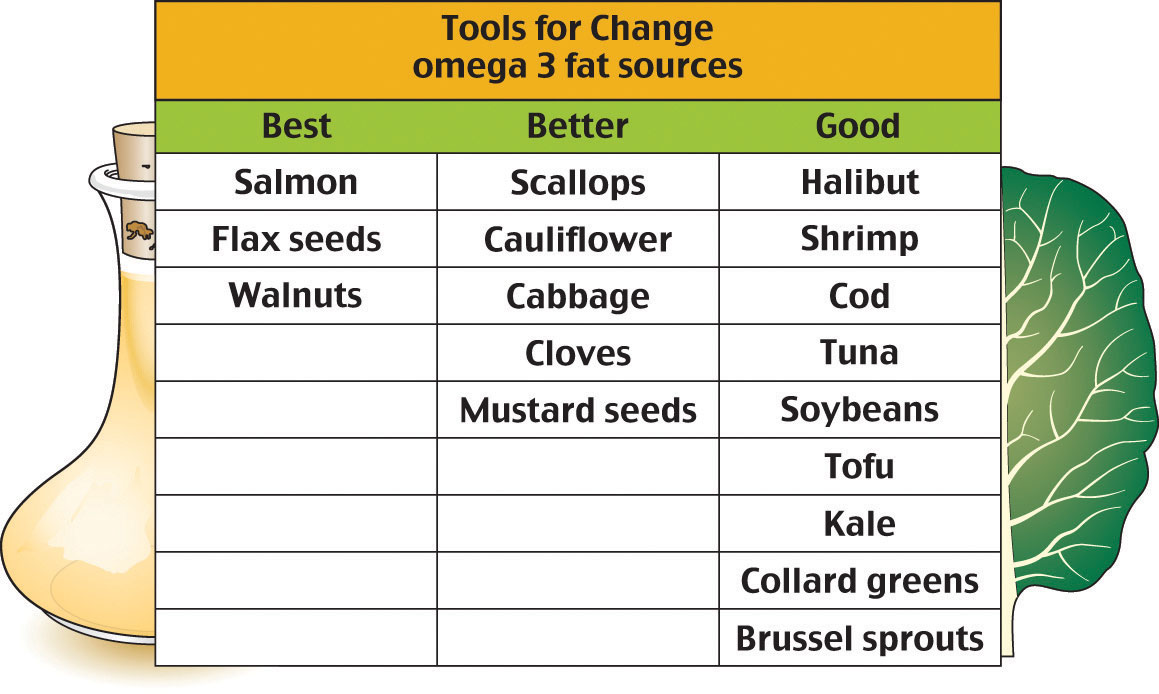 Tools for Change
omega 3 fat sources
Best Better Good
Salmon Scallops Halibut
Flax seeds Cauliflower Shrimp
Walnuts Cabbage Cod
Cloves Tuna
Mustard seeds Soybeans
Tofu
Kale
Collard greens
Brussel sprouts